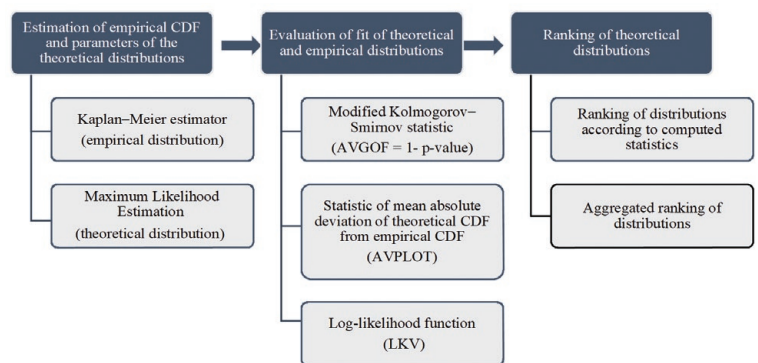 Estimation of empirical CDF
and parameters of the
theoretical distributions
Kaplan–Meier estimator
(empirical distribution)
Maximum Likelihood
Estimation
(theoretical distribution)
Evaluation of fit of theoretical
and empirical distributions
Modified Kolmogorov–
Smirnov statistic
(AVGOF = 1- p-value)
Statistic of mean absolute
deviation of theoretical CDF
from empirical CDF
(AVPLOT)
Log-likelihood function
(LKV)
Ranking of theoretical
distributions
Ranking of distributions
according to computed
statistics
Aggregated ranking of
distributions